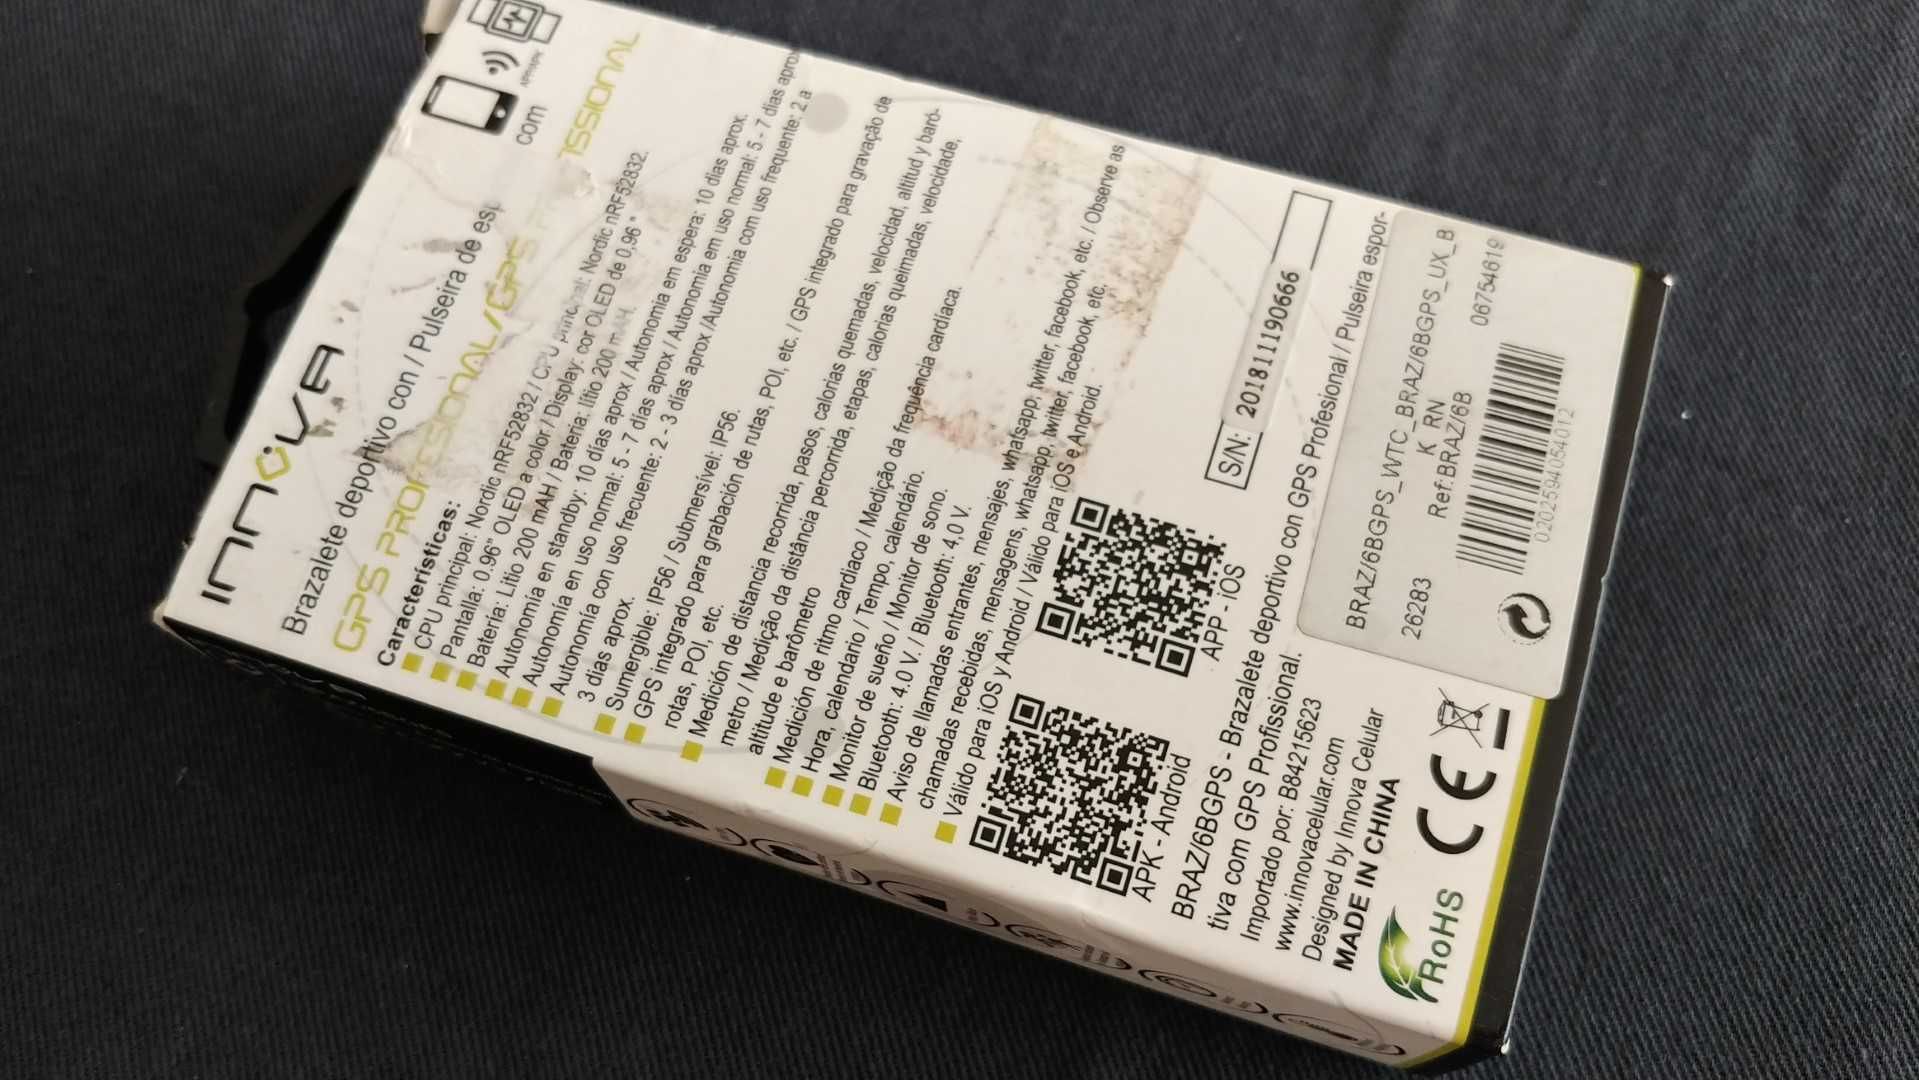 INNOVA
Brazalete deportivo con / Pulseira de
com
APP/APK
GPS PROFESIONAL/GPS
Características:
CPU principal: Nordic nRF52832 / CPU principal: Nordic nRF52832.
Pantalla: 0.96" OLED a color / Display: cor OLED de 0,96 "
Batería: Litio 200 mAH / Bateria: lítio 200 mAH.
Autonomía en standby: 10 días aprox / Autonomia em espera: 10 dias aprox.
Autonomía en uso normal: 5 - 7 días aprox / Autonomia em uso normal: 5 - 7 dias aprox
Autonomía con uso frecuente: 2 - 3 días aprox /Autonomia com uso frequente: 2 a
3 dias aprox.
Sumergible: IP56 / Submersível: IP56.
GPS integrado para grabación de rutas, POI, etc. / GPS integrado para gravação de
rotas, POI, etc.
Medición de distancia recorrida, pasos, calorías quemadas, velocidad, altitud y baró-
metro / Medição da distância percorrida, etapas, calorias queimadas, velocidade,
altitude e barômetro
Medición de ritmo cardiaco / Medição da frequência cardíaca.
Hora, calendario / Tempo, calendário.
Monitor de sueño / Monitor de sono.
Bluetooth: 4.0 V. / Bluetooth: 4,0 V.
Aviso de llamadas entrantes, mensajes, whatsapp, twitter, facebook, etc. / Observe as
chamadas recebidas, mensagens, whatsapp, twitter, facebook, etc.
Válido para iOS y Android / Válido para iOS e Android.
APK - Android
APP - iOS
S/N: 201811190666
BRAZ/6BGPS - Brazalete deportivo con GPS Profesional / Pulseira espor-
tiva com GPS Profissional.
Importado por: B84215623
www.innovacelular.com
Designed by Innova Celular
MADE IN CHINA
RoHS
CE
BRAZ/6BGPS_WTC_BRAZ/6BGPS_UX_B
K RN
26283
Ref:BRAZ/6B
06754619
0202594054012